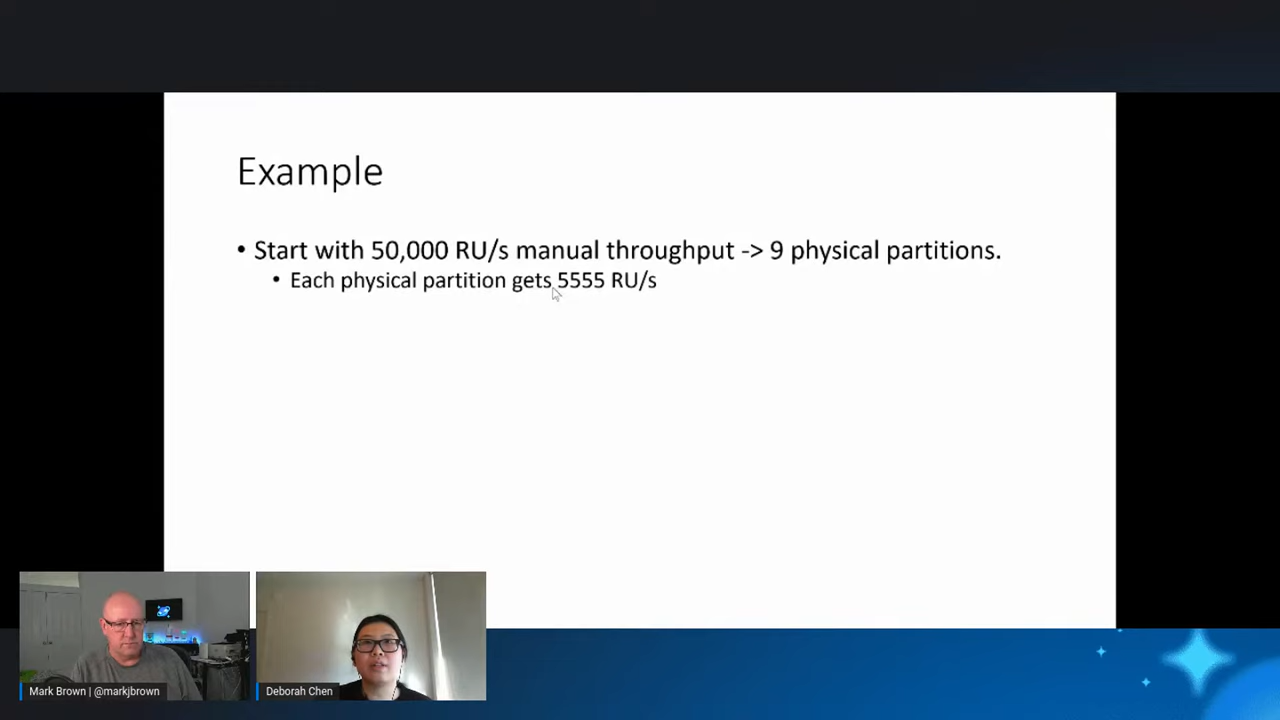 Example
• Start with 50,000 RU/s manual throughput -> 9 physical partitions.
• Each physical partition gets 5555 RU/s
Mark Brown | @markjbrown
Deborah Chen